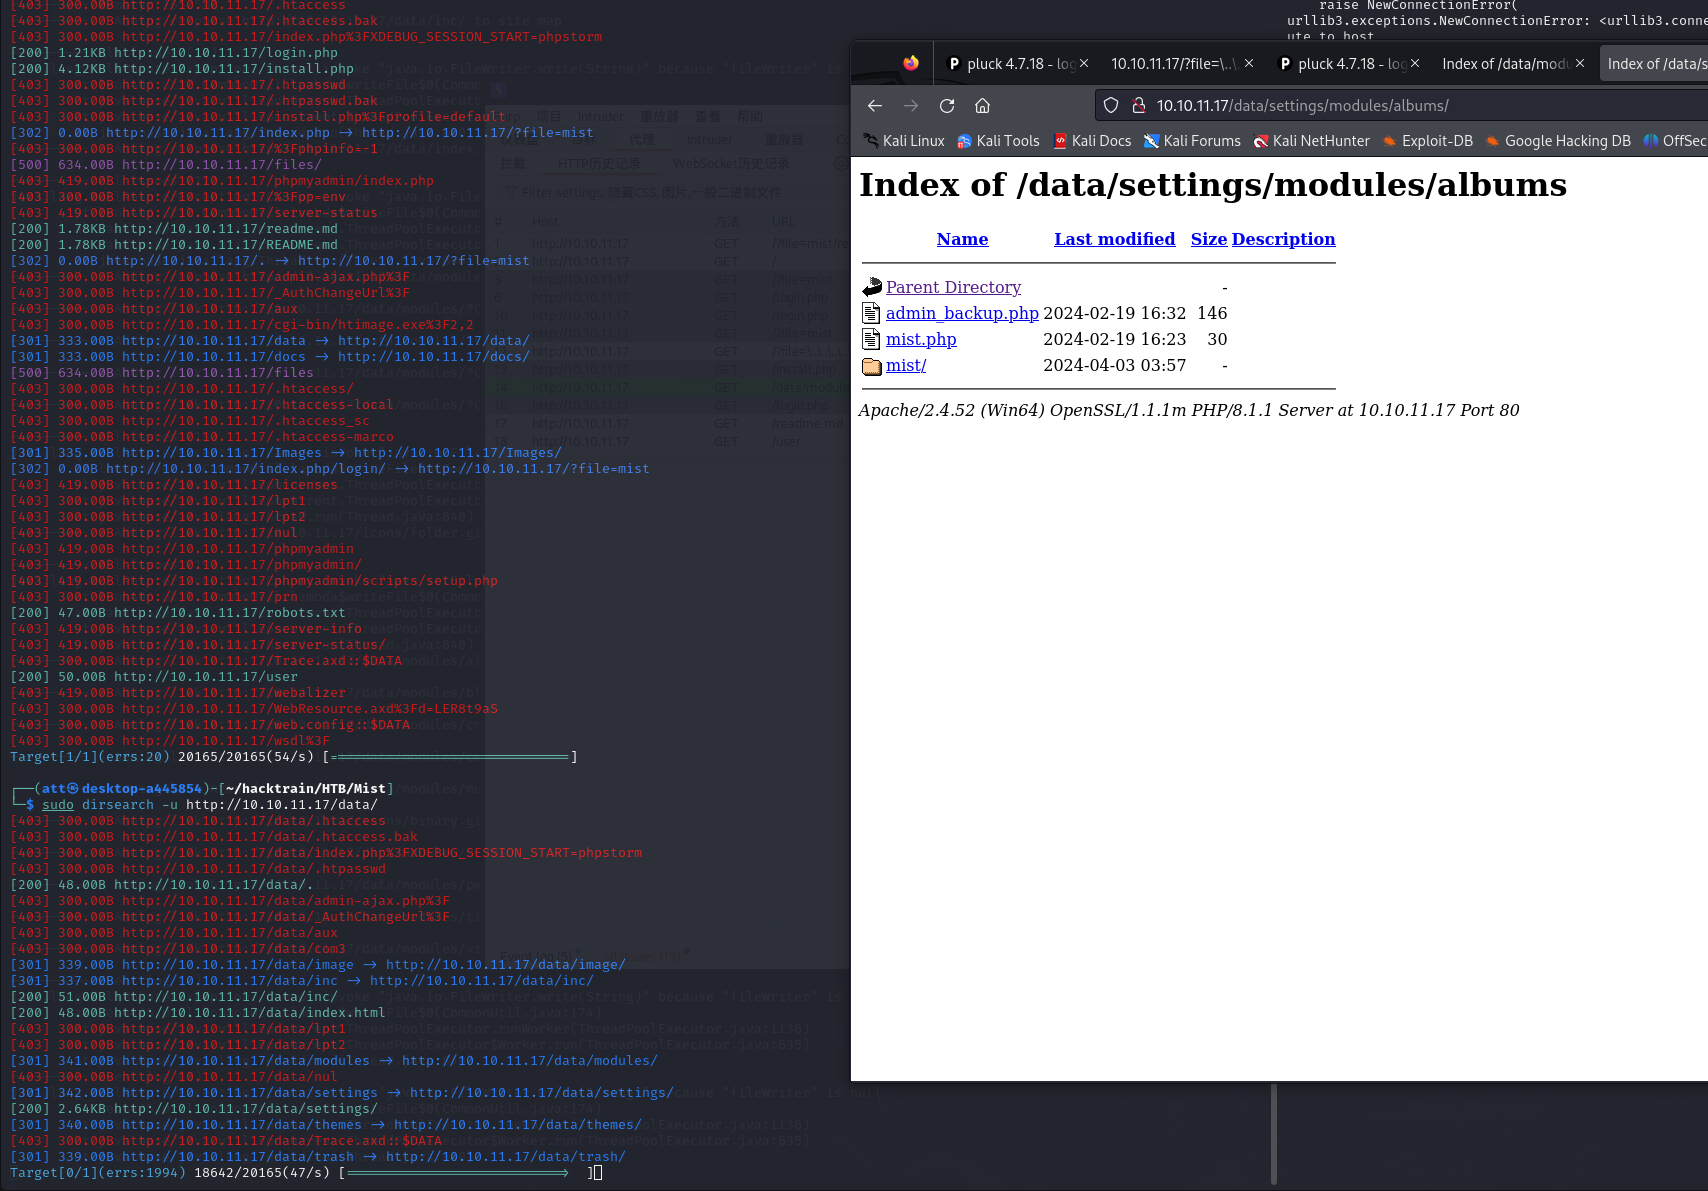 [403] 300.00B http://10.10.11.17/.htaccess
[403] 300.00B http://10.10.11.17/.htaccess.bak
[403] 300.00B http://10.10.11.17/index.php%3FXDEBUG_SESSION_START=phpstorm
[200] 1.21KB http://10.10.11.17/login.php
[200] 4.12KB http://10.10.11.17/install.php
[403] 300.00B http://10.10.11.17/.htpasswd
[403] 300.00B http://10.10.11.17/.htpasswd.bak
[403] 300.00B http://10.10.11.17/install.php%3Fprofile=default
[302] 0.00B http://10.10.11.17/index.php -> http://10.10.11.17/?file=mist
[403] 300.00B http://10.10.11.17/%3Fphpinfo=-1
[500] 634.00B http://10.10.11.17/files/
[403] 419.00B http://10.10.11.17/phpmyadmin/index.php
[403] 300.00B http://10.10.11.17/%3Fp=env
[403] 419.00B http://10.10.11.17/server-status
[200] 1.78KB http://10.10.11.17/readme.md
[200] 1.78KB http://10.10.11.17/README.md
[302] 0.00B http://10.10.11.17/. -> http://10.10.11.17/?file=mist
[403] 300.00B http://10.10.11.17/admin-ajax.php%3F
[403] 300.00B http://10.10.11.17/_AuthChangeUrl%3F
[403] 300.00B http://10.10.11.17/aux
[403] 300.00B http://10.10.11.17/cgi-bin/htimage.exe%3F2,2
[301] 333.00B http://10.10.11.17/data -> http://10.10.11.17/data/
[301] 333.00B http://10.10.11.17/docs -> http://10.10.11.17/docs/
[500] 634.00B http://10.10.11.17/files
[403] 300.00B http://10.10.11.17/.htaccess/
[403] 300.00B http://10.10.11.17/.htaccess-local
[403] 300.00B http://10.10.11.17/.htaccess_sc
[403] 300.00B http://10.10.11.17/.htaccess-marco
[301] 335.00B http://10.10.11.17/Images -> http://10.10.11.17/Images/
[302] 0.00B http://10.10.11.17/index.php/login/ -> http://10.10.11.17/?file=mist
[403] 419.00B http://10.10.11.17/licenses
[403] 300.00B http://10.10.11.17/lpt1
[403] 300.00B http://10.10.11.17/lpt2
[403] 300.00B http://10.10.11.17/nul
[403] 419.00B http://10.10.11.17/phpmyadmin
[403] 419.00B http://10.10.11.17/phpmyadmin/
[403] 419.00B http://10.10.11.17/phpmyadmin/scripts/setup.php
[403] 300.00B http://10.10.11.17/prn
[200] 47.00B http://10.10.11.17/robots.txt
[403] 419.00B http://10.10.11.17/server-info
[403] 419.00B http://10.10.11.17/server-status/
[403] 300.00B http://10.10.11.17/Trace.axd::$DATA
[200] 50.00B http://10.10.11.17/user
[403] 419.00B http://10.10.11.17/webalizer
[403] 300.00B http://10.10.11.17/WebResource.axd%3Fd=LER8t9aS
[403] 300.00B http://10.10.11.17/web.config::$DATA
[403] 300.00B http://10.10.11.17/wsdl%3F
Target[1/1](errs:20) 20165/20165(54/s) [==============================]
┌──(att㉿desktop-a445854)-[~/hacktrain/HTB/Mist]
└─$ sudo dirsearch -u http://10.10.11.17/data/
[403] 300.00B http://10.10.11.17/data/.htaccess
[403] 300.00B http://10.10.11.17/data/.htaccess.bak
[403] 300.00B http://10.10.11.17/data/index.php%3FXDEBUG_SESSION_START=phpstorm
[403] 300.00B http://10.10.11.17/data/.htpasswd
[200] 48.00B http://10.10.11.17/data/.
[403] 300.00B http://10.10.11.17/data/admin-ajax.php%3F
[403] 300.00B http://10.10.11.17/data/_AuthChangeUrl%3F
[403] 300.00B http://10.10.11.17/data/aux
[403] 300.00B http://10.10.11.17/data/com3
[301] 339.00B http://10.10.11.17/data/image -> http://10.10.11.17/data/image/
[301] 337.00B http://10.10.11.17/data/inc -> http://10.10.11.17/data/inc/
[200] 51.00B http://10.10.11.17/data/inc/
[200] 48.00B http://10.10.11.17/data/index.html
[403] 300.00B http://10.10.11.17/data/lpt1
[403] 300.00B http://10.10.11.17/data/lpt2
[301] 341.00B http://10.10.11.17/data/modules -> http://10.10.11.17/data/modules/
[403] 300.00B http://10.10.11.17/data/nul
[301] 342.00B http://10.10.11.17/data/settings -> http://10.10.11.17/data/settings/
[200] 2.64KB http://10.10.11.17/data/settings/
[301] 340.00B http://10.10.11.17/data/themes -> http://10.10.11.17/data/themes/
[403] 300.00B http://10.10.11.17/data/Trace.axd::$DATA
[301] 339.00B http://10.10.11.17/data/trash -> http://10.10.11.17/data/trash/
Target[0/1](errs:1994) 18642/20165(47/s) [============================> ]
raise NewConnectionError(
urllib3.exceptions.NewConnectionError: <urllib3.conne
ute to host
pluck 4.7.18 - log
10.10.11.17/?file=\..\.
pluck 4.7.18 - log
Index of /data/modu
Index of /data/s
10.10.11.17/data/settings/modules/albums/
Kali Linux Kali Tools Kali Docs Kali Forums Kali NetHunter Exploit-DB Google Hacking DB OffSec
Index of /data/settings/modules/albums
Name Last modified Size Description
Parent Directory -
admin_backup.php 2024-02-19 16:32 146
mist.php 2024-02-19 16:23 30
mist/ 2024-04-03 03:57 -
Apache/2.4.52 (Win64) OpenSSL/1.1.1m PHP/8.1.1 Server at 10.10.11.17 Port 80